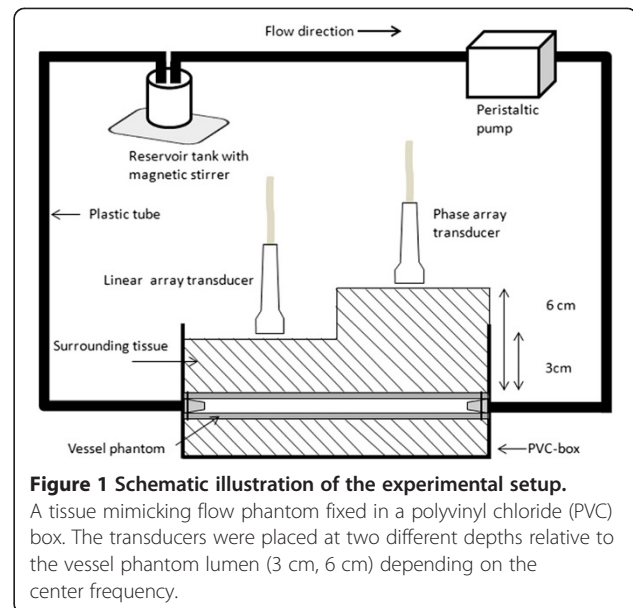 Flow direction
Peristaltic
pump
Reservoir tank with
magnetic stirrer
Plastic tube
Phase array
transducer
Linear  array transducer
6 cm
Surrounding tissue
3cm
Vessel phantom
PVC-box
Figure 1 Schematic illustration of the experimental setup.
A tissue mimicking flow phantom fixed in a polyvinyl chloride (PVC)
box. The transducers were placed at two different depths relative to
the vessel phantom lumen (3 cm, 6 cm) depending on the
center frequency.